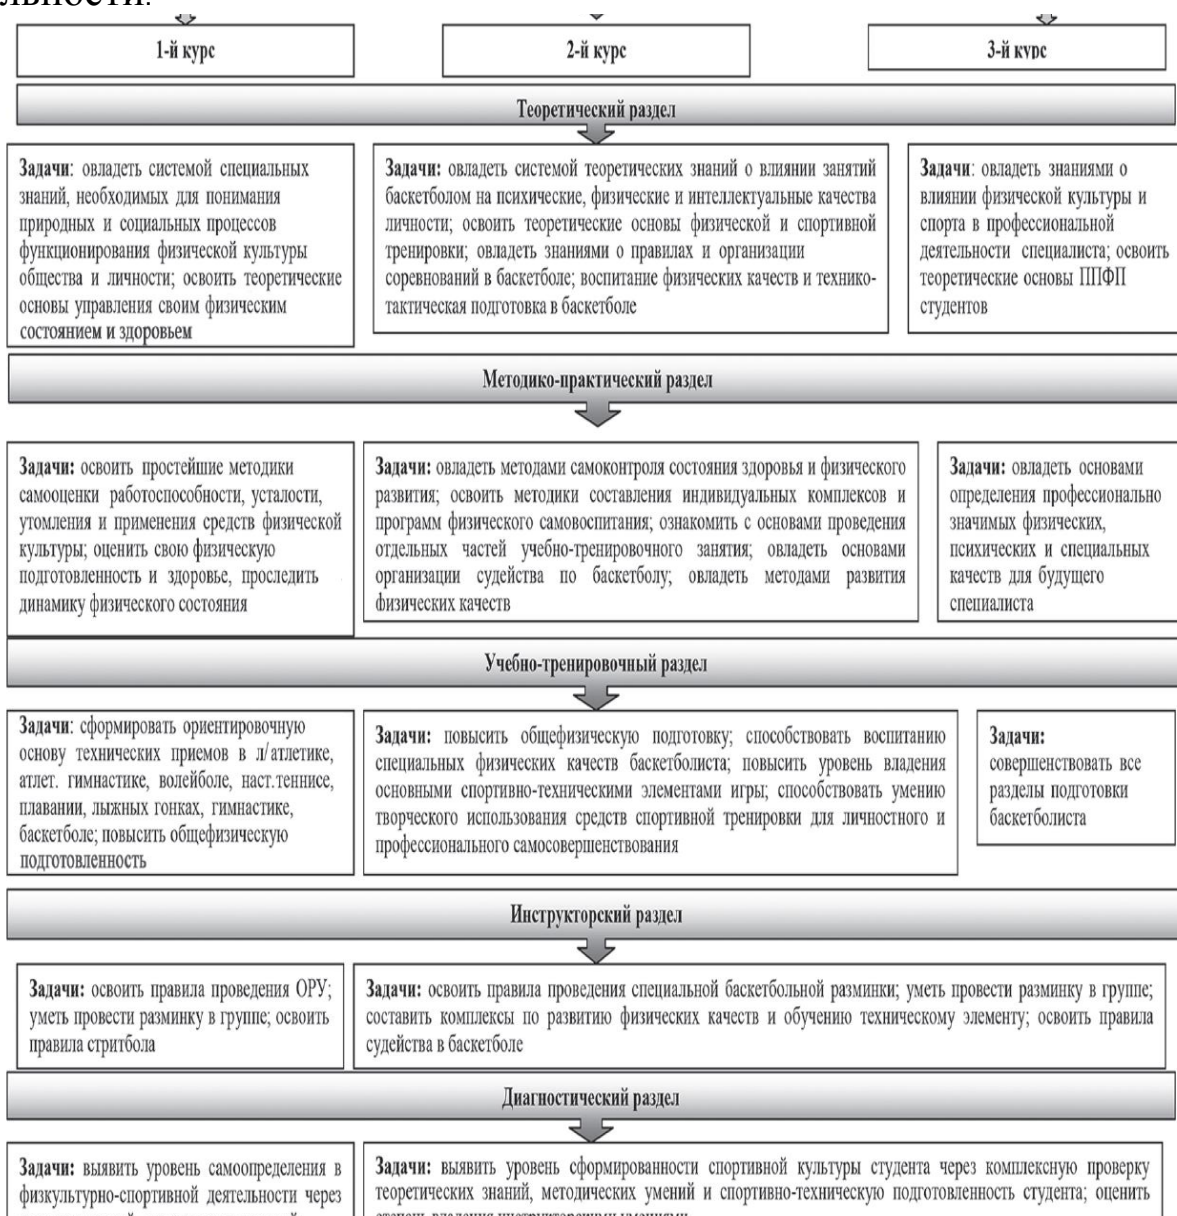 льности.
1-й курс
2-й курс
3-й курс
Теоретический раздел
Задачи: овладеть системой специальных
знаний, необходимых для понимания
природных и социальных процессов
функционирования физической культуры
общества и личности; освоить теоретические
основы управления своим физическим
состоянием и здоровьем
Задачи: овладеть системой теоретических знаний о влиянии занятий
баскетболом на психические, физические и интеллектуальные качества
личности; освоить теоретические основы физической и спортивной
тренировки; овладеть знаниями о правилах и организации
соревнований в баскетболе; воспитание физических качеств и технико-
тактическая подготовка в баскетболе
Задачи: овладеть знаниями о
влиянии физической культуры и
спорта в профессиональной
деятельности специалиста; освоить
теоретические основы ППФП
студентов
Методико-практический раздел
Задачи: освоить простейшие методики
самооценки работоспособности, усталости,
утомления и применения средств физической
культуры; оценить свою физическую
подготовленность и здоровье, проследить
динамику физического состояния
Задачи: овладеть методами самоконтроля состояния здоровья и физического
развития; освоить методики составления индивидуальных комплексов и
программ физического самовоспитания; ознакомить с основами проведения
отдельных частей учебно-тренировочного занятия; овладеть основами
организации судейства по баскетболу; овладеть методами развития
физических качеств
Задачи: овладеть основами
определения профессионально
значимых физических,
психических и специальных
качеств для будущего
специалиста
Учебно-тренировочный раздел
Задачи: сформировать ориентировочную
основу технических приемов в л/атлетике,
атлет. гимнастике, волейболе, наст.теннисе,
плавании, лыжных гонках, гимнастике,
баскетболе; повысить общефизическую
подготовленность
Задачи: повысить общефизическую подготовку; способствовать воспитанию
специальных физических качеств баскетболиста; повысить уровень владения
основными спортивно-техническими элементами игры; способствовать умению
творческого использования средств спортивной тренировки для личностного и
профессионального самосовершенствования
Задачи:
совершенствовать все
разделы подготовки
баскетболиста
Инструкторский раздел
Задачи: освоить правила проведения ОРУ;
уметь провести разминку в группе; освоить
правила стритбола
Задачи: освоить правила проведения специальной баскетбольной разминки; уметь провести разминку в группе;
составить комплексы по развитию физических качеств и обучению техническому элементу; освоить правила
судейства в баскетболе
Диагностический раздел
Задачи: выявить уровень самоопределения в
физкультурно-спортивной деятельности через
Задачи: выявить уровень сформированности спортивной культуры студента через комплексную проверку
теоретических знаний, методических умений и спортивно-техническую подготовленность студента; оценить
степень владения инструкторскими умениями